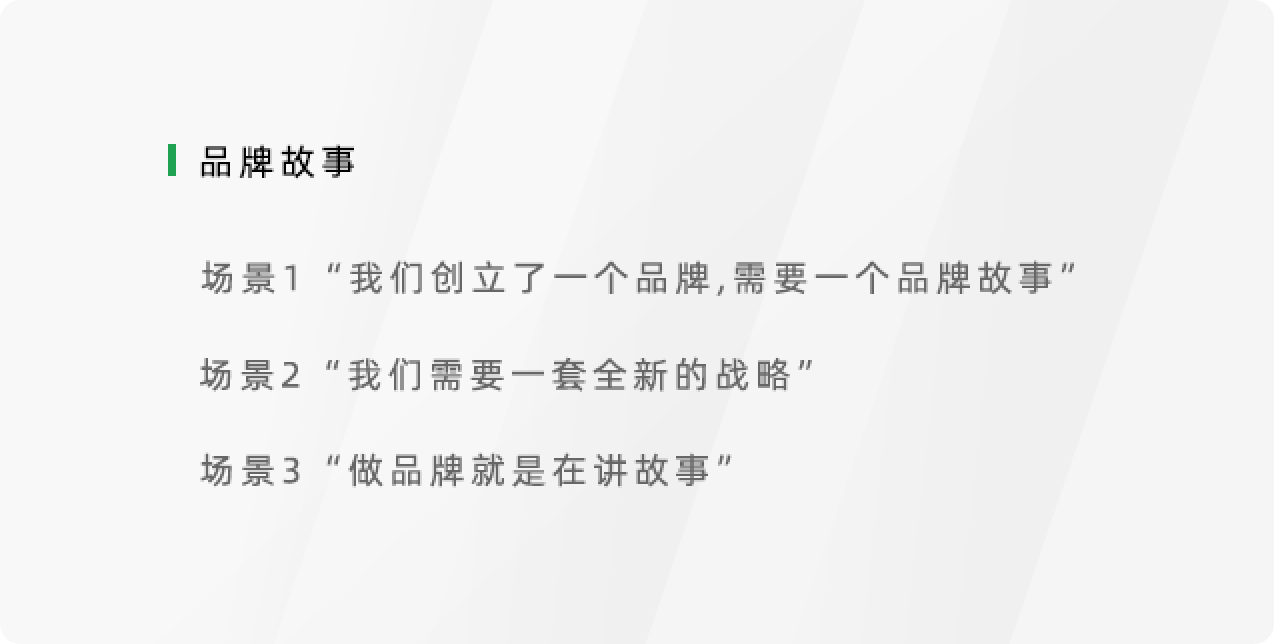 品牌故事
场景1 “我们创立了一个品牌,需要一个品牌故事”
场景2 “我们需要一套全新的战略”
场景3 “做品牌就是在讲故事”